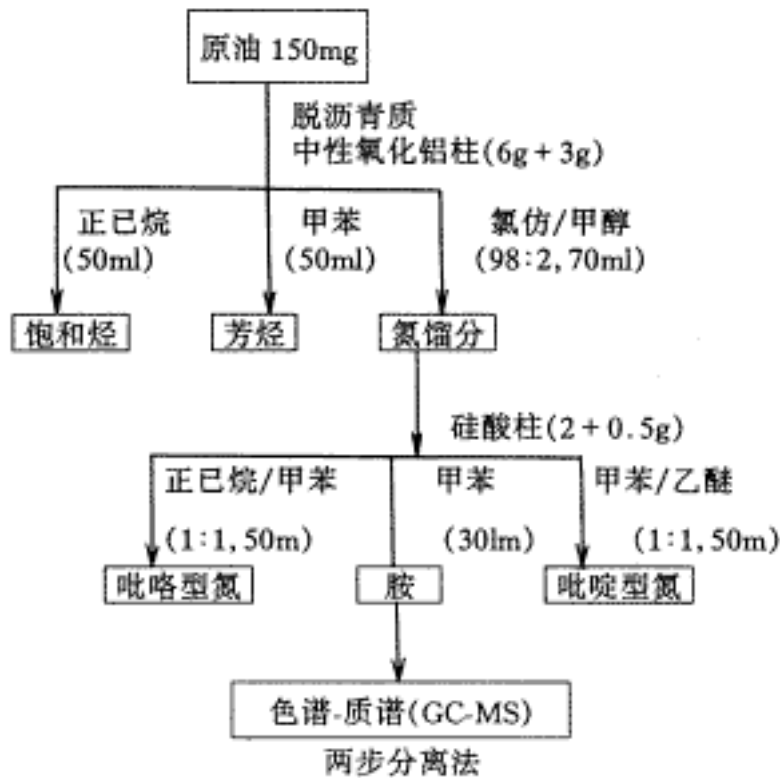 原油 150mg
脱沥青质
中性氧化铝柱(6g+3g)
正已烷
(50ml)
甲苯
(50ml)
氯仿/甲醇
(98:2,70ml)
饱和烃
芳烃
氮馏分
硅酸柱(2+0.5g)
正已烷/甲苯
(1:1,50m)
甲苯
(30lm)
甲苯/乙醚
(1:1,50m)
吡咯型氮
胺
吡啶型氮
色谱-质谱(GC-MS)
两步分离法